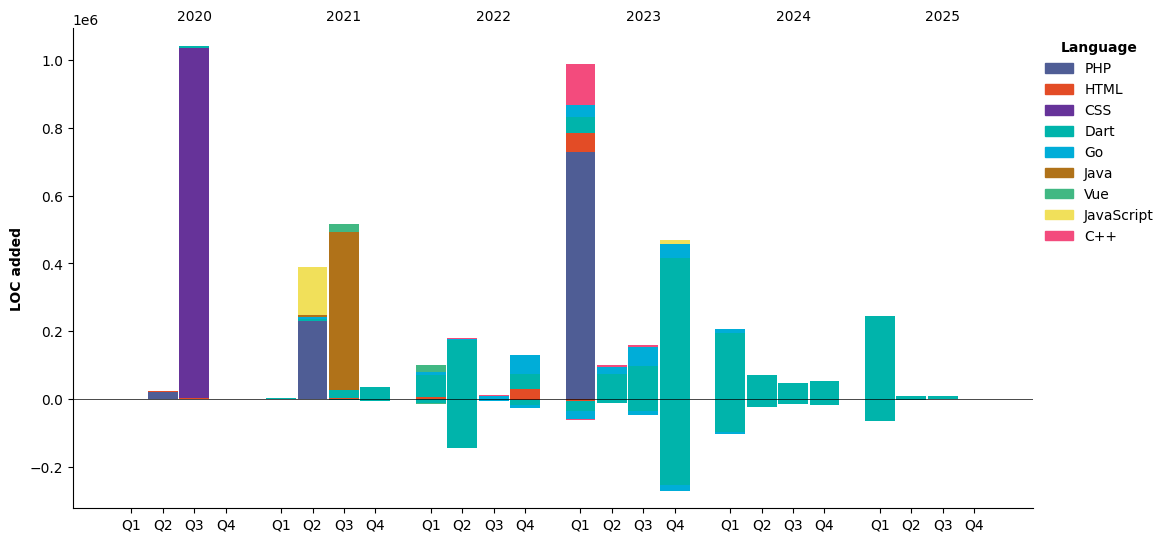 1e6
2020 2021 2022 2023 2024 2025
Language
PHP
HTML
CSS
Dart
Go
Java
Vue
JavaScript
C++
LOC added
1.0
0.8
0.6
0.4
0.2
0.0
−0.2
Q1 Q2 Q3 Q4 Q1 Q2 Q3 Q4 Q1 Q2 Q3 Q4 Q1 Q2 Q3 Q4 Q1 Q2 Q3 Q4 Q1 Q2 Q3 Q4